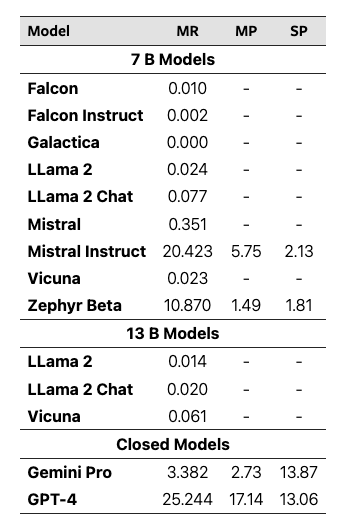 Model MR MP SP
7 B Models
Falcon 0.010 - -
Falcon Instruct 0.002 - -
Galactica 0.000 - -
LLama 2 0.024 - -
LLama 2 Chat 0.077 - -
Mistral 0.351 - -
Mistral Instruct 20.423 5.75 2.13
Vicuna 0.023 - -
Zephyr Beta 10.870 1.49 1.81
13 B Models
LLama 2 0.014 - -
LLama 2 Chat 0.020 - -
Vicuna 0.061 - -
Closed Models
Gemini Pro 3.382 2.73 13.87
GPT-4 25.244 17.14 13.06